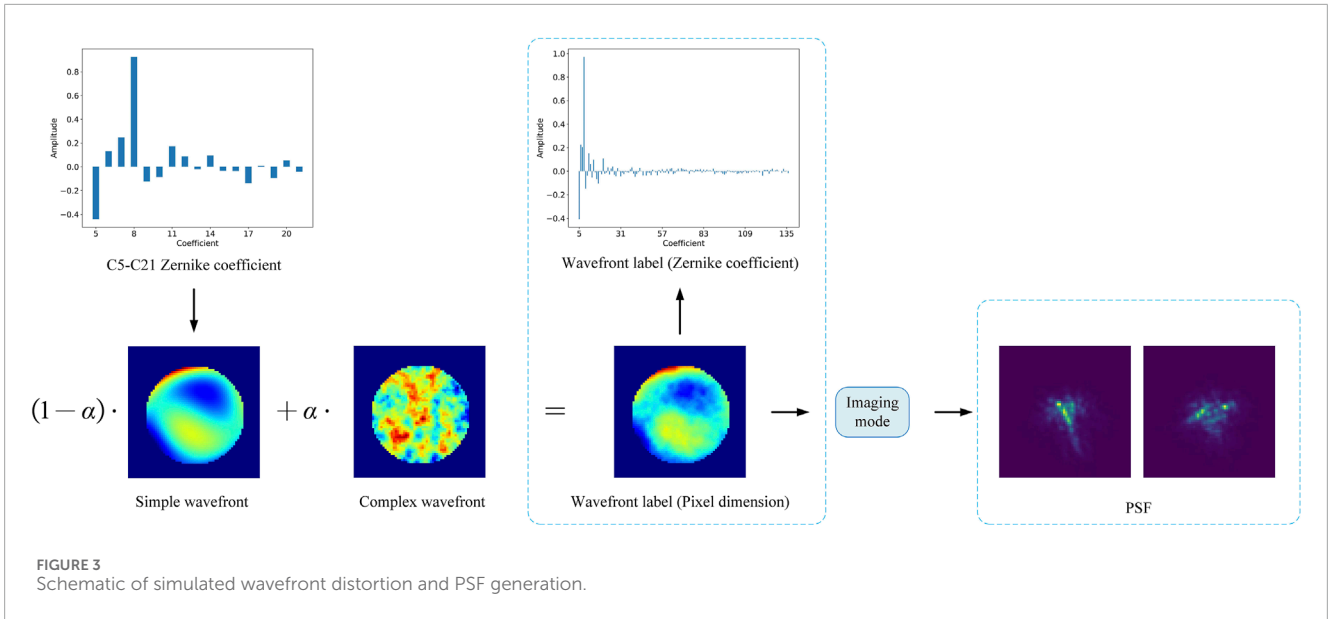 0.8
0.6
0.4
0.2
0.0
−0.2
−0.4
Amplitude
5 8 11 14 17 20
Coefficient
C5-C21 Zernike coefficient
1.0
0.8
0.6
0.4
0.2
0.0
−0.2
−0.4
Amplitude
5 31 57 83 109 135
Coefficient
Wavefront label (Zernike coefficient)
(1−α)· +α· =
Imaging
mode
Simple wavefront
Complex wavefront
Wavefront label (Pixel dimension)
PSF
FIGURE 3
Schematic of simulated wavefront distortion and PSF generation.